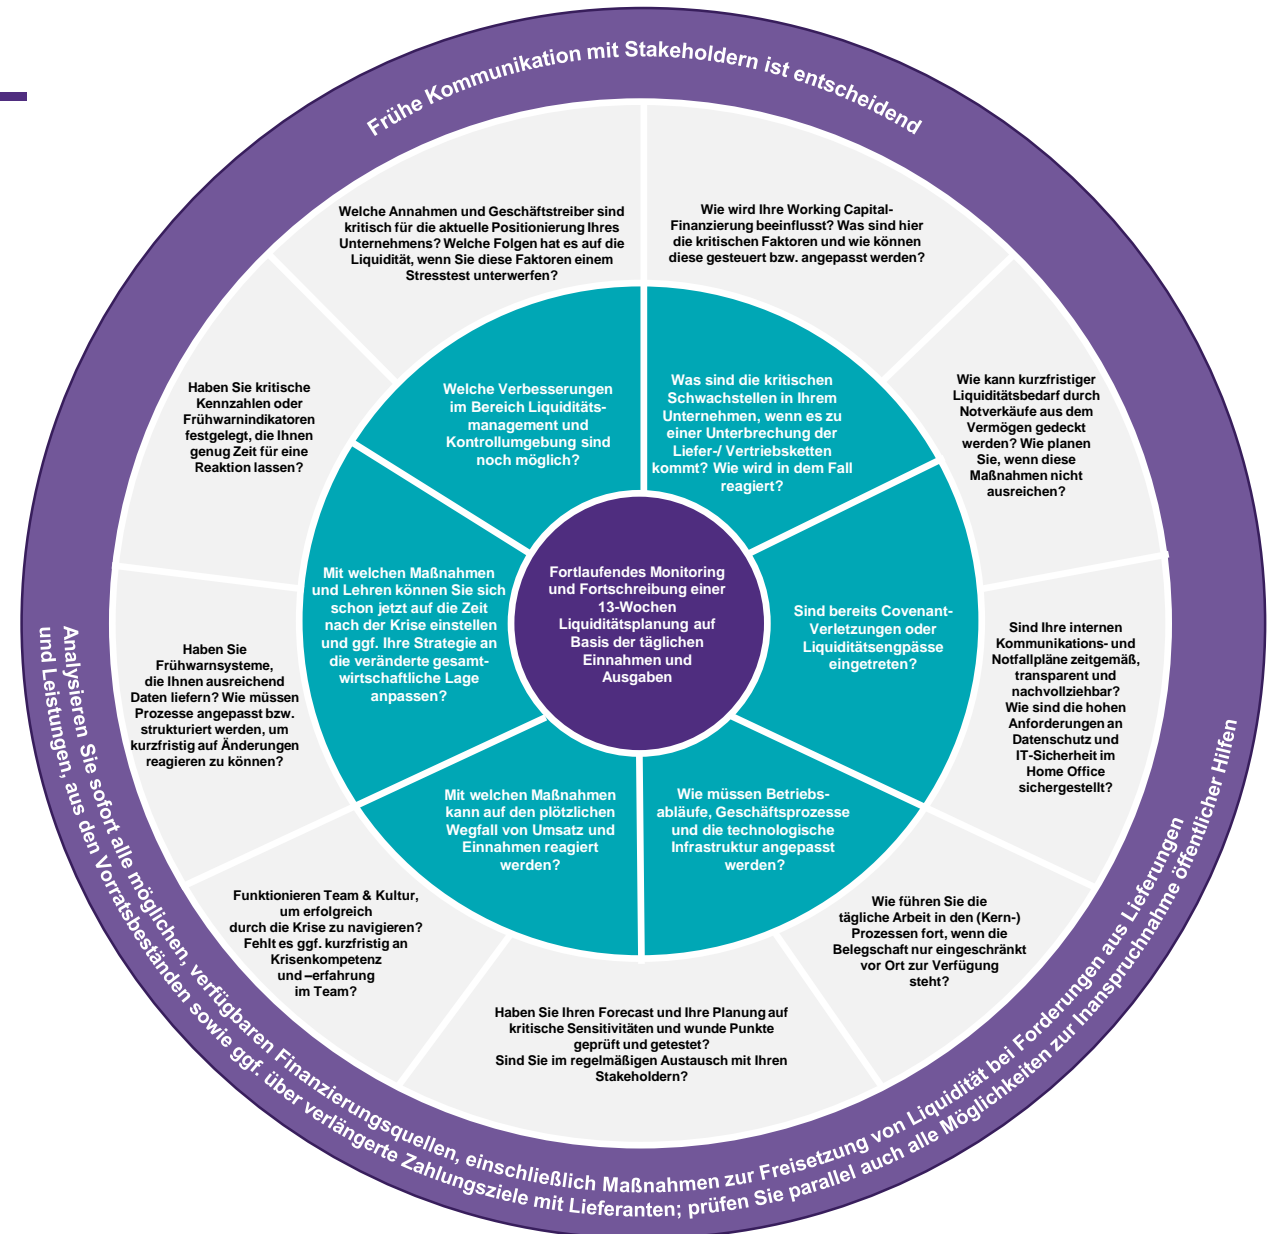 Frühe Kommunikation mit Stakeholdern ist entscheidend
Welche Annahmen und Geschäftstreiber sind
kritisch für die aktuelle Positionierung Ihres
Unternehmens? Welche Folgen hat es auf die
Liquidität, wenn Sie diese Faktoren einem
Stresstest unterwerfen?
Wie wird Ihre Working Capital-
Finanzierung beeinflusst? Was sind hier
die kritischen Faktoren und wie können
diese gesteuert bzw. angepasst werden?
Haben Sie kritische
Kennzahlen oder
Frühwarnindikatoren
festgelegt, die Ihnen
genug Zeit für eine
Reaktion lassen?
Welche Verbesserungen
im Bereich Liquiditäts-
management und
Kontrollumgebung sind
noch möglich?
Was sind die kritischen
Schwachstellen in Ihrem
Unternehmen, wenn es zu
einer Unterbrechung der
Liefer-/ Vertriebsketten
kommt? Wie wird in dem Fall
reagiert?
Wie kann kurzfristiger
Liquiditätsbedarf durch
Notverkäufe aus dem
Vermögen gedeckt
werden? Wie planen
Sie, wenn diese
Maßnahmen nicht
ausreichen?
Mit welchen Maßnahmen
und Lehren können Sie sich
schon jetzt auf die Zeit
nach der Krise einstellen
und ggf. Ihre Strategie an
die veränderte gesamt-
wirtschaftliche Lage
anpassen?
Fortlaufendes Monitoring
und Fortschreibung einer
13-Wochen
Liquiditätsplanung auf
Basis der täglichen
Einnahmen und
Ausgaben
Sind bereits Covenant-
Verletzungen oder
Liquiditätsengpässe
eingetreten?
Haben Sie
Frühwarnsysteme,
die Ihnen ausreichend
Daten liefern? Wie müssen
Prozesse angepasst bzw.
strukturiert werden, um
kurzfristig auf Änderungen
reagieren zu können?
Sind Ihre internen
Kommunikations- und
Notfallpläne zeitgemäß,
transparent und
nachvollziehbar?
Wie sind die hohen
Anforderungen an
Datenschutz und
IT-Sicherheit im
Home Office
sichergestellt?
Mit welchen Maßnahmen
kann auf den plötzlichen
Wegfall von Umsatz und
Einnahmen reagiert
werden?
Wie müssen Betriebs-
abläufe, Geschäftsprozesse
und die technologische
Infrastruktur angepasst
werden?
Funktionieren Team & Kultur,
um erfolgreich
durch die Krise zu navigieren?
Fehlt es ggf. kurzfristig an
Krisenkompetenz
und –erfahrung
im Team?
Wie führen Sie die
tägliche Arbeit in den (Kern-)
Prozessen fort, wenn die
Belegschaft nur eingeschränkt
vor Ort zur Verfügung
steht?
Haben Sie Ihren Forecast und Ihre Planung auf
kritische Sensitivitäten und wunde Punkte
geprüft und getestet?
Sind Sie im regelmäßigen Austausch mit Ihren
Stakeholdern?
Analysieren Sie sofort alle möglichen, verfügbaren Finanzierungsquellen, einschließlich Maßnahmen zur Freisetzung von Liquidität bei Forderungen aus Lieferungen
und Leistungen, aus den Vorratsbeständen sowie ggf. über verlängerte Zahlungsziele mit Lieferanten; prüfen Sie parallel auch alle Möglichkeiten zur Inanspruchnahme öffentlicher Hilfen